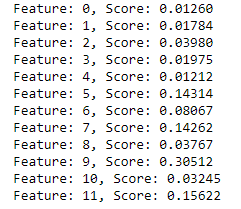 Feature: 0, Score: 0.01260
Feature: 1, Score: 0.01784
Feature: 2, Score: 0.03980
Feature: 3, Score: 0.01975
Feature: 4, Score: 0.01212
Feature: 5, Score: 0.14314
Feature: 6, Score: 0.08067
Feature: 7, Score: 0.14262
Feature: 8, Score: 0.03767
Feature: 9, Score: 0.30512
Feature: 10, Score: 0.03245
Feature: 11, Score: 0.15622